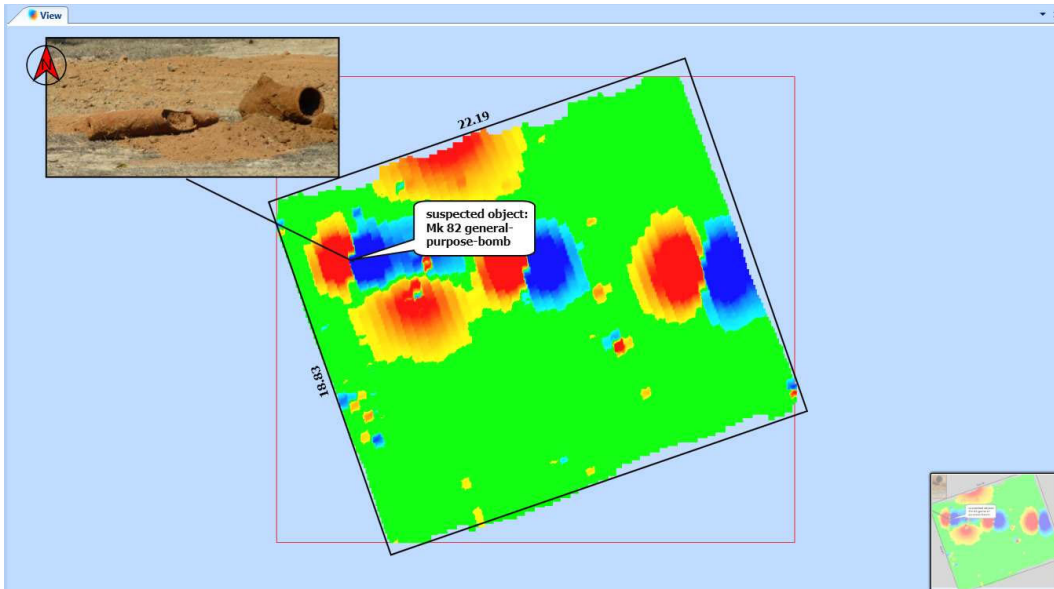 View
22.19
suspected object:
Mk 82 general-
purpose-bomb
18.83